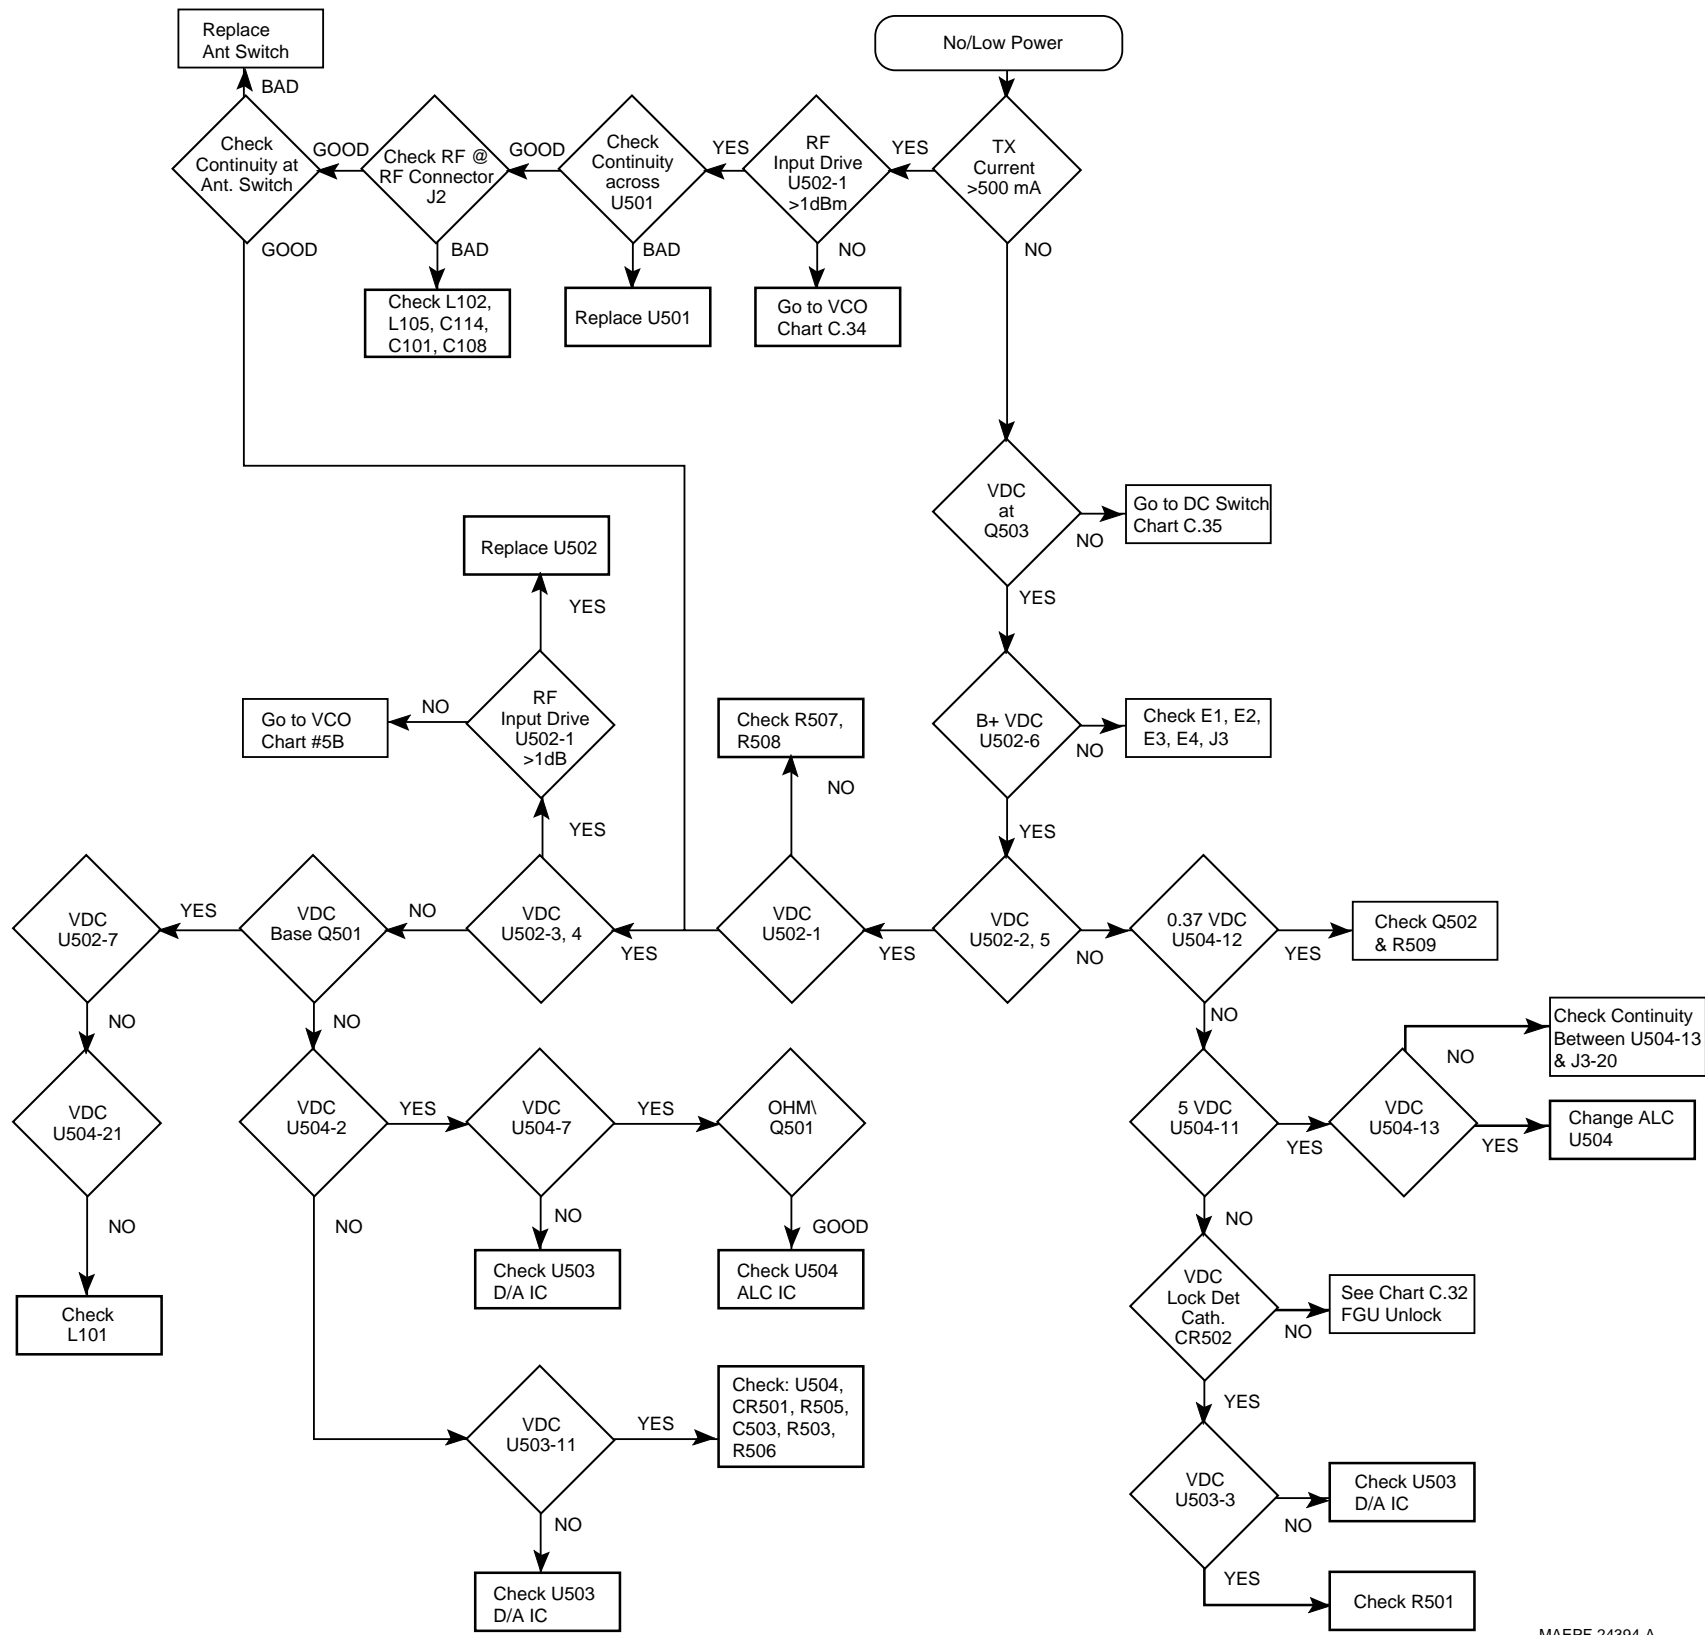 Replace
Ant Switch
No/Low Power
BAD
Check
Continuity at
Ant. Switch
GOOD
Check RF @
RF Connector
J2
GOOD
Check
Continuity
across
U501
YES
RF
Input Drive
U502-1
>1dBm
YES
TX
Current
>500 mA
GOOD
BAD
BAD
NO
NO
Check L102,
L105, C114,
C101, C108
Replace U501
Go to VCO
Chart C.34
VDC
at
Q503
NO
Go to DC Switch
Chart C.35
Replace U502
YES
YES
Go to VCO
Chart #5B
NO
RF
Input Drive
U502-1
>1dB
Check R507,
R508
B+ VDC
U502-6
NO
Check E1, E2,
E3, E4, J3
NO
YES
YES
VDC
U502-7
YES
VDC
Base Q501
NO
VDC
U502-3, 4
YES
VDC
U502-1
YES
VDC
U502-2, 5
NO
0.37 VDC
U504-12
YES
Check Q502
& R509
NO
NO
NO
Check Continuity
Between U504-13
& J3-20
NO
VDC
U504-21
VDC
U504-2
YES
VDC
U504-7
YES
OHM\
Q501
5 VDC
U504-11
YES
VDC
U504-13
YES
Change ALC
U504
NO
NO
NO
GOOD
NO
Check
L101
Check U503
D/A IC
Check U504
ALC IC
VDC
Lock Det
Cath.
CR502
NO
See Chart C.32
FGU Unlock
YES
VDC
U503-11
YES
Check: U504,
CR501, R505,
C503, R503,
R506
VDC
U503-3
NO
Check U503
D/A IC
NO
YES
Check U503
D/A IC
Check R501
MAEPF-24394-A